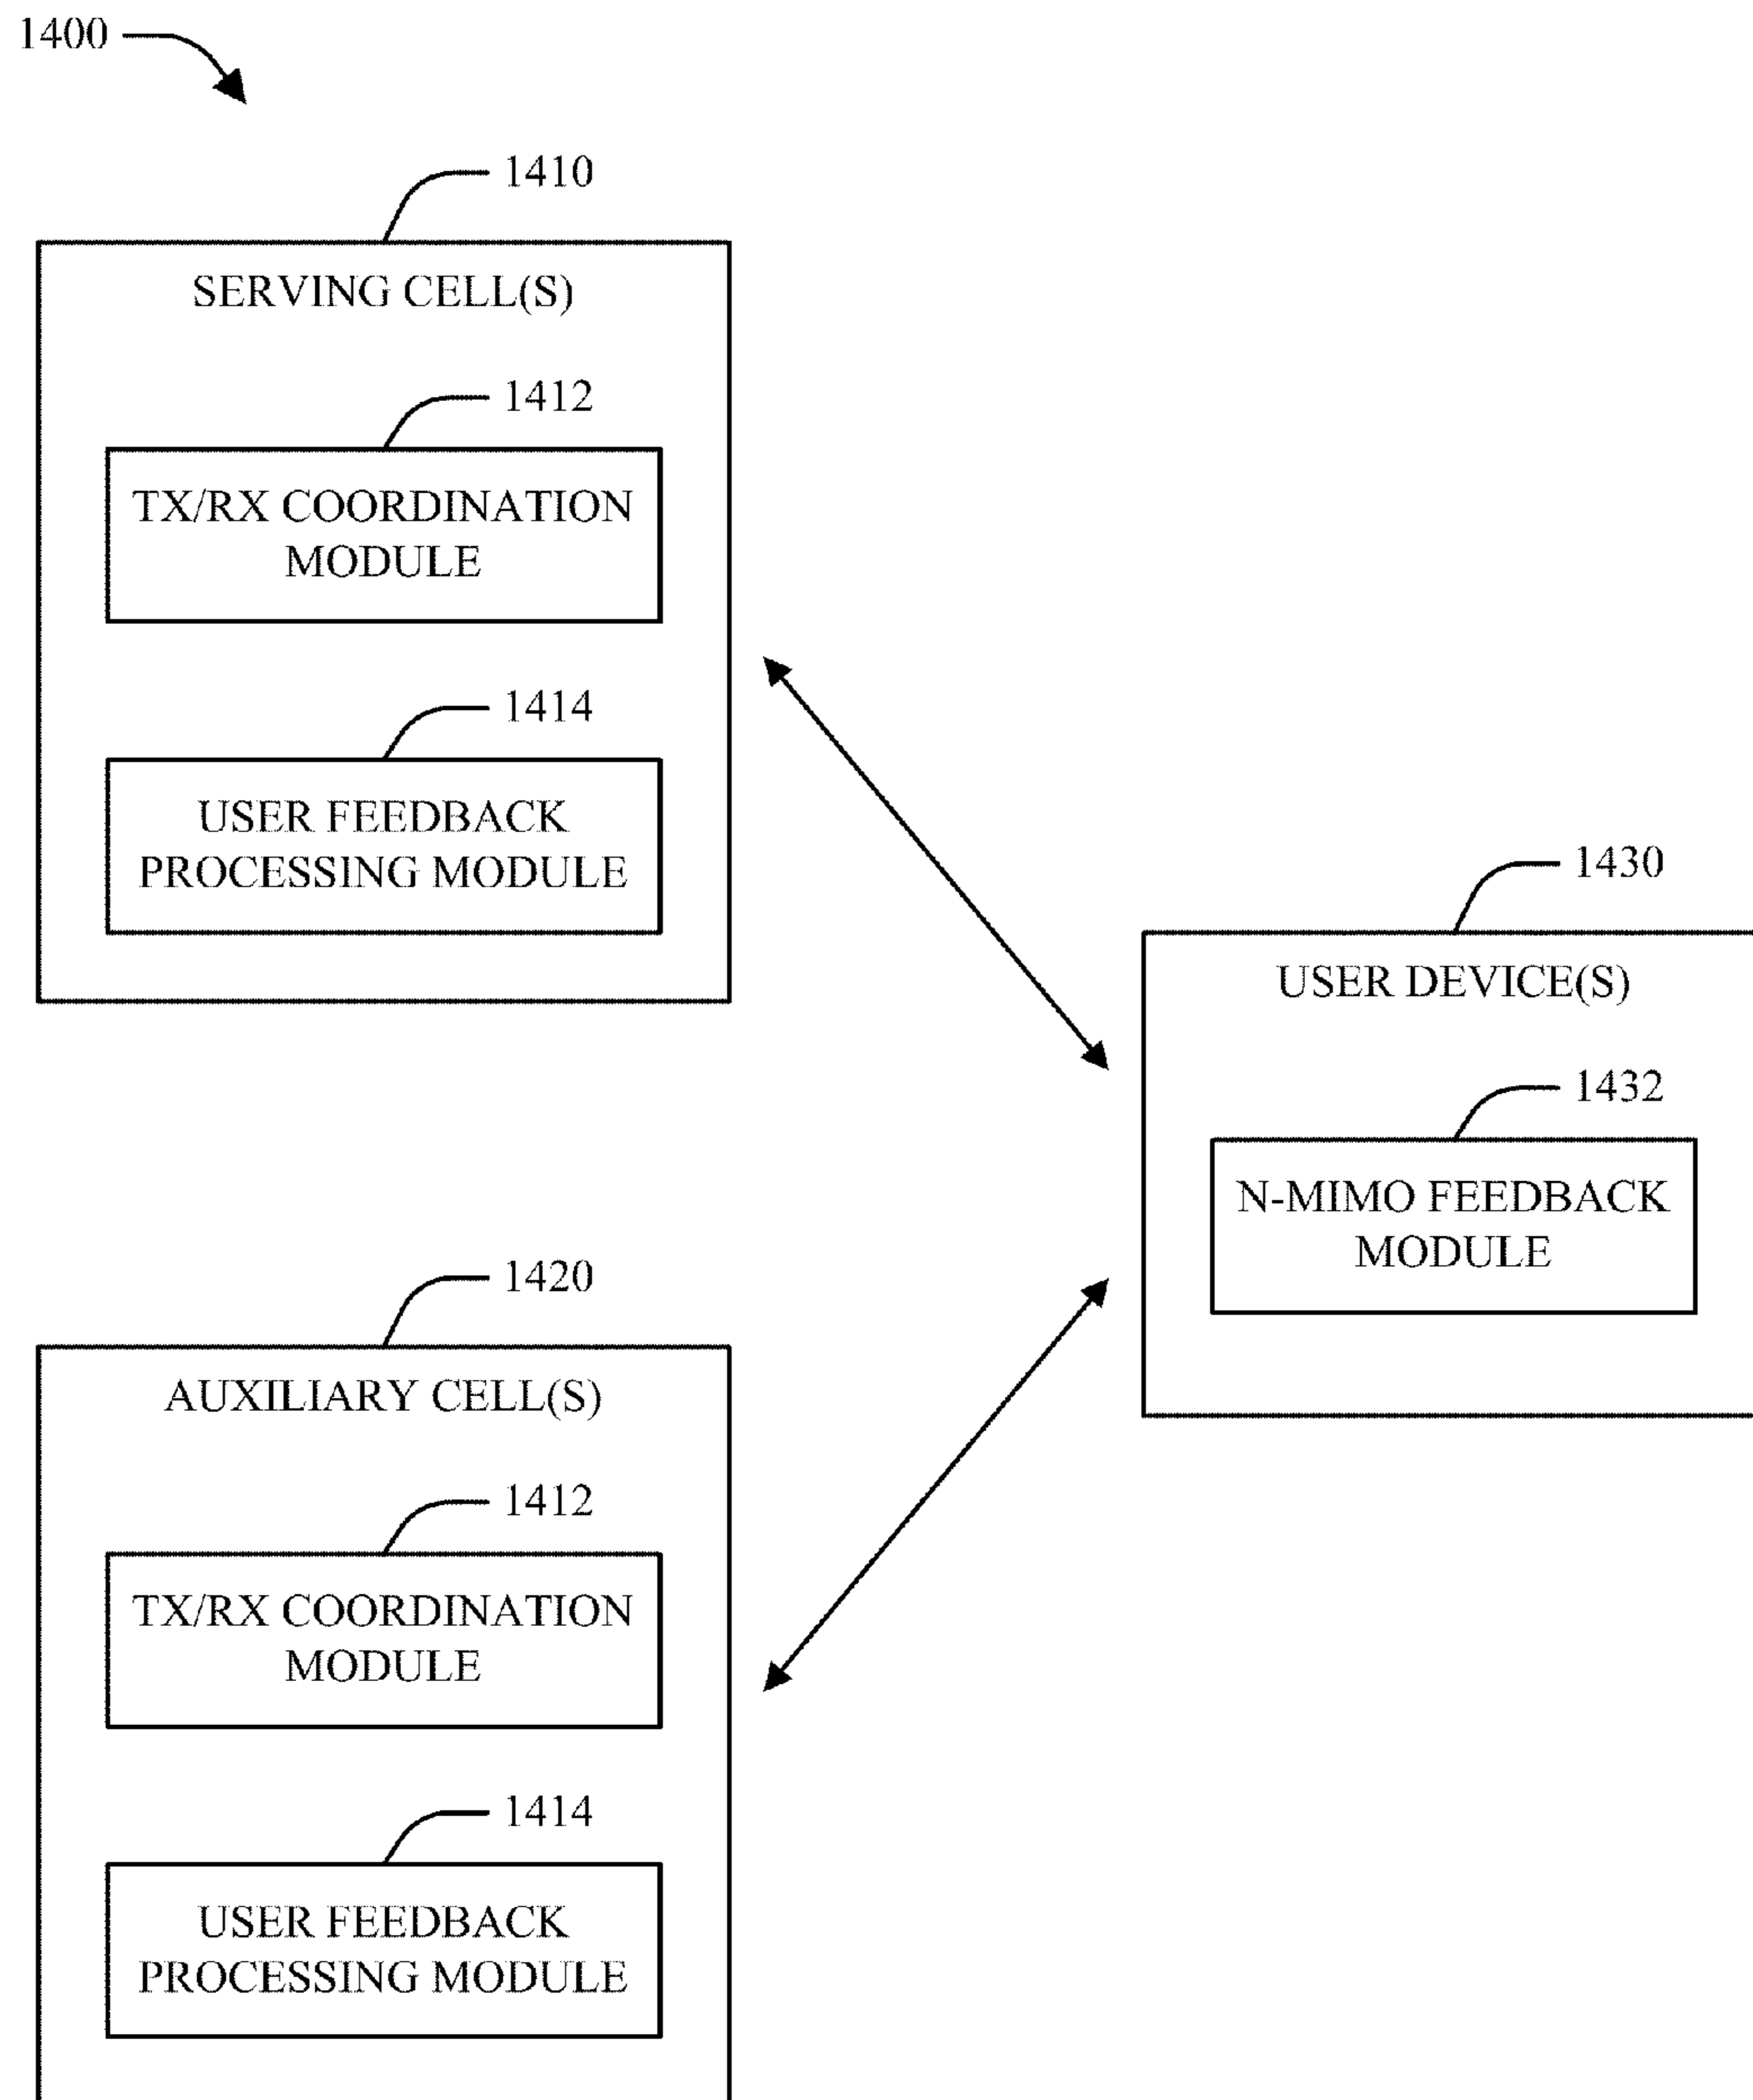 1400
1410
SERVING CELL(S)
1412
TX/RX COORDINATION
MODULE
1414
USER FEEDBACK
PROCESSING MODULE
1430
USER DEVICE(S)
1432
N-MIMO FEEDBACK
MODULE
1420
AUXILIARY CELL(S)
1412
TX/RX COORDINATION
MODULE
1414
USER FEEDBACK
PROCESSING MODULE